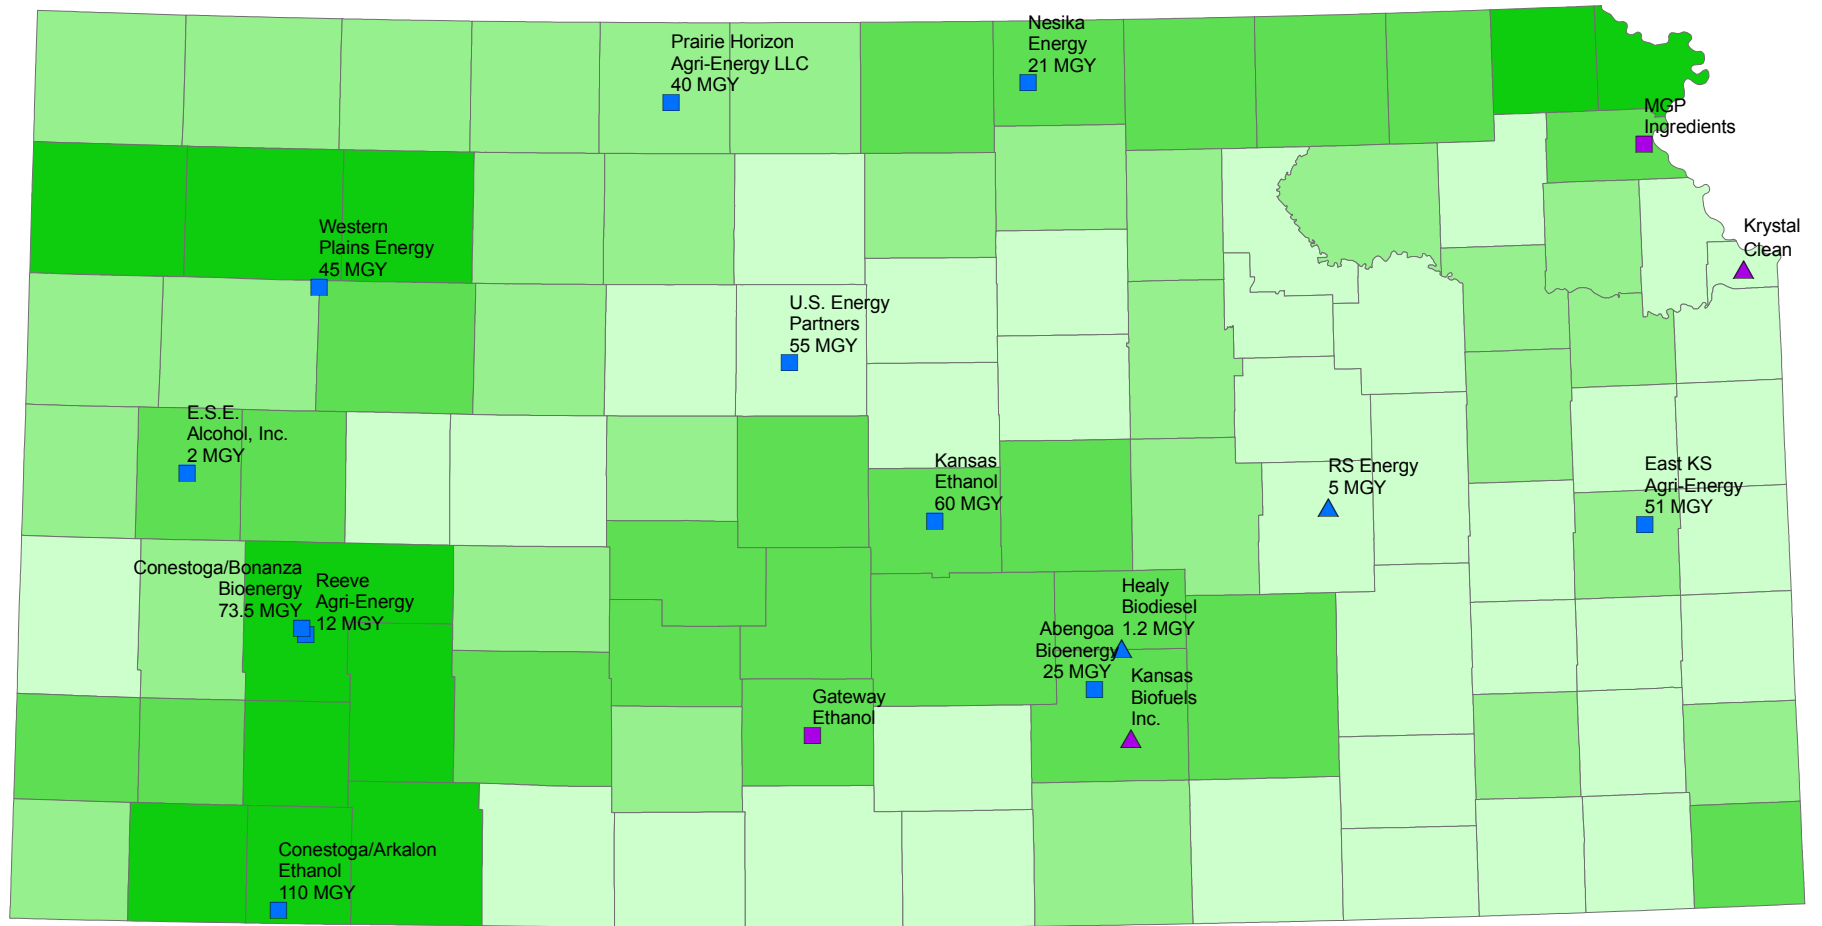 Nesika
Energy
21 MGY
Prairie Horizon
Agri-Energy LLC
40 MGY
MGP
Ingredients
Western
Plains Energy
45 MGY
Krystal
Clean
U.S. Energy
Partners
55 MGY
E.S.E.
Alcohol, Inc.
2 MGY
Kansas
Ethanol
60 MGY
RS Energy
5 MGY
East KS
Agri-Energy
51 MGY
Conestoga/Bonanza
Bioenergy
73.5 MGY
Reeve
Agri-Energy
12 MGY
Healy
Biodiesel
1.2 MGY
Abengoa
Bioenergy
25 MGY
Kansas
Biofuels
Inc.
Gateway
Ethanol
Conestoga/Arkalon
Ethanol
110 MGY